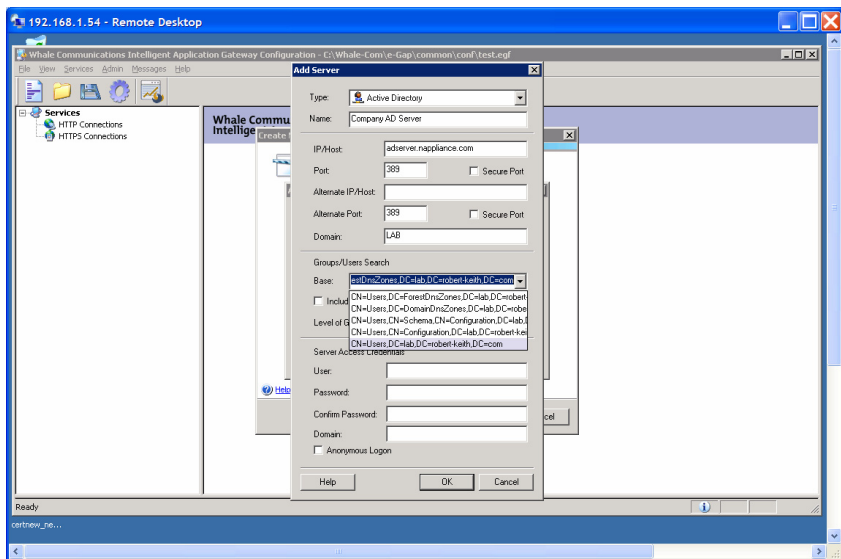 192.168.1.54 - Remote Desktop
Whale Communications Intelligent Application Gateway Configuration - C:\Whale-Com\e-Gap\common\conf\test.egf
File View Services Admin Messages Help
Services
HTTP Connections
HTTPS Connections
Whale Commu
Intellige
Create
Add Server
Type: Active Directory
Name: Company AD Server
IP/Host: adserver.nappliance.com
Port: 389 Secure Port
Alternate IP/Host:
Alternate Port: 389 Secure Port
Domain: LAB
Groups/Users Search
Base: estDnsZones,DC=lab,DC=robert-keith,DC=com
Includ
CN=Users,DC=ForestDnsZones,DC=lab,DC=robert-
CN=Users,DC=DomainDnsZones,DC=lab,DC=robe
CN=Users,CN=Schema,CN=Configuration,DC=lab,
Level of G
CN=Users,CN=Configuration,DC=lab,DC=robert-kei
CN=Users,DC=lab,DC=robert-keith,DC=com
Server Access Credentials
User:
Help
Password:
Confirm Password:
cel
Domain:
Anonymous Logon
Help OK Cancel
Ready
certnew_ne...